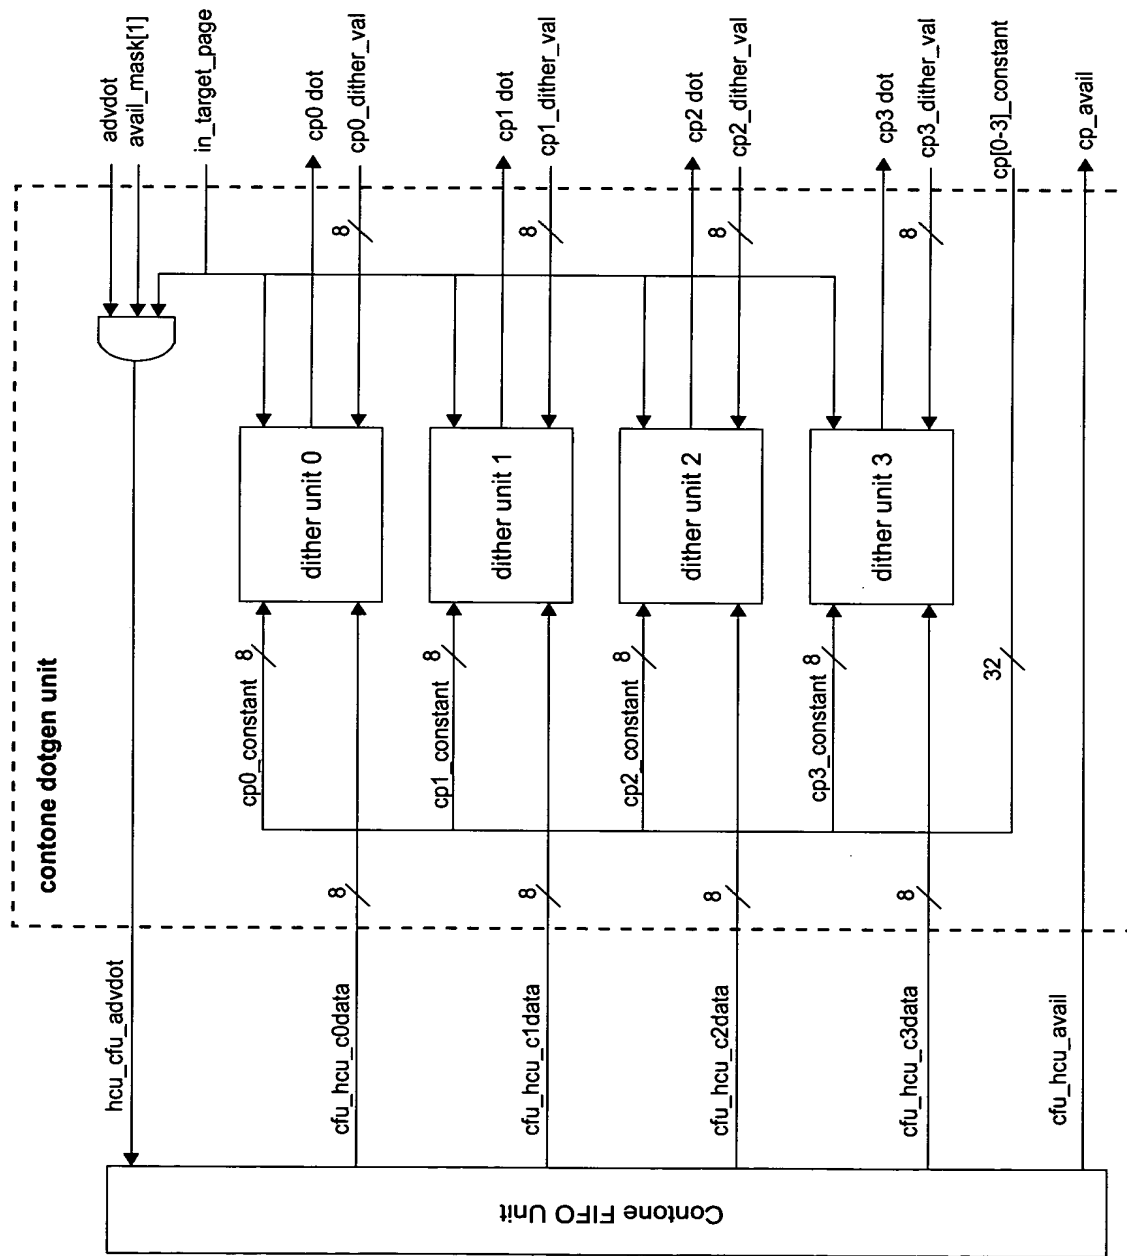 contone dotgen unit
Contone FIFO Unit
hcu_cfu_advdot
advdot
avail_mask[1]
in_target_page
cfu_hcu_c0data
8
cp0_constant
8
dither unit 0
cp0 dot
8
cp0_dither_val
cfu_hcu_c1data
8
cp1_constant
8
dither unit 1
cp1 dot
8
cp1_dither_val
cfu_hcu_c2data
8
cp2_constant
8
dither unit 2
cp2 dot
8
cp2_dither_val
cfu_hcu_c3data
8
cp3_constant
8
dither unit 3
cp3 dot
8
cp3_dither_val
32
cp[0-3]_constant
cfu_hcu_avail
cp_avail